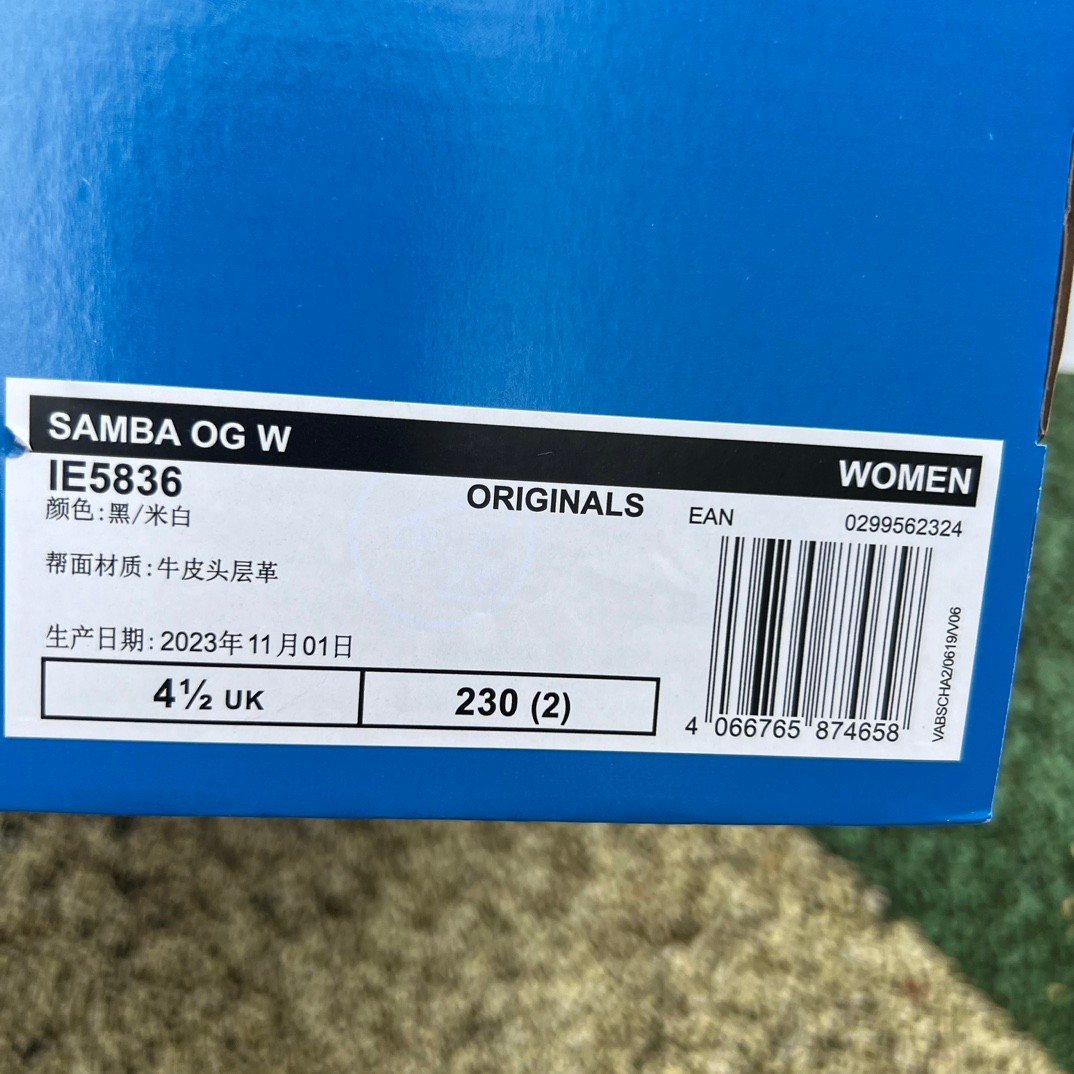 SAMBA OG W
WOMEN
IE5836
ORIGINALS
颜色:黑/米白
EAN 0299562324
帮面材质:牛皮头层革
生产日期:2023年11月01日
4½ UK 230 (2)
4 066765 874658
VABSCHA2/0619/V06